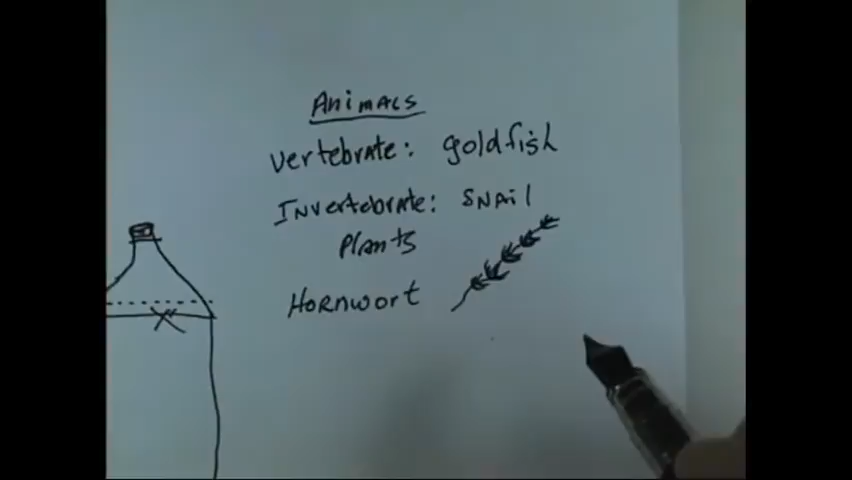 Animals
Vertebrate: goldfish
Invertebrate: snail
Plants
Hornwort